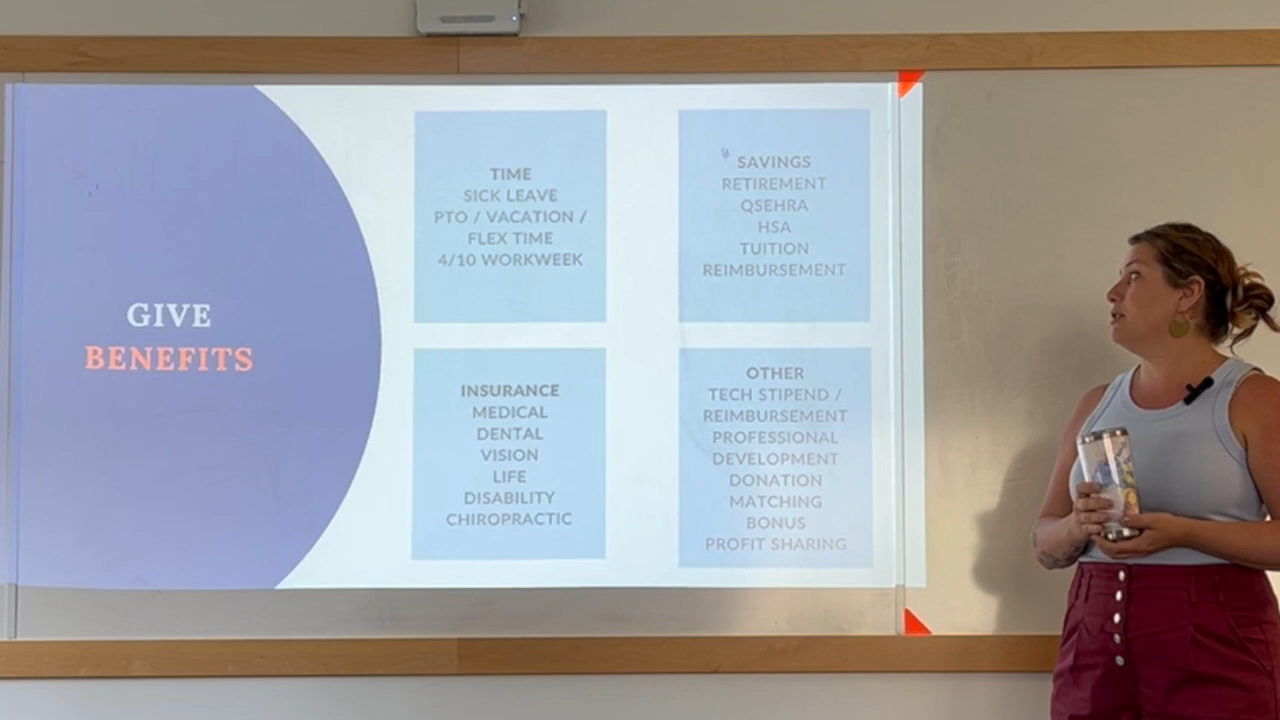 GIVE
BENEFITS
TIME
SICK LEAVE
PTO / VACATION /
FLEX TIME
4/10 WORKWEEK
SAVINGS
RETIREMENT
QSEHRA
HSA
TUITION
REIMBURSEMENT
INSURANCE
MEDICAL
DENTAL
VISION
LIFE
DISABILITY
CHIROPRACTIC
OTHER
TECH STIPEND /
REIMBURSEMENT
PROFESSIONAL
DEVELOPMENT
DONATION
MATCHING
BONUS
PROFIT SHARING